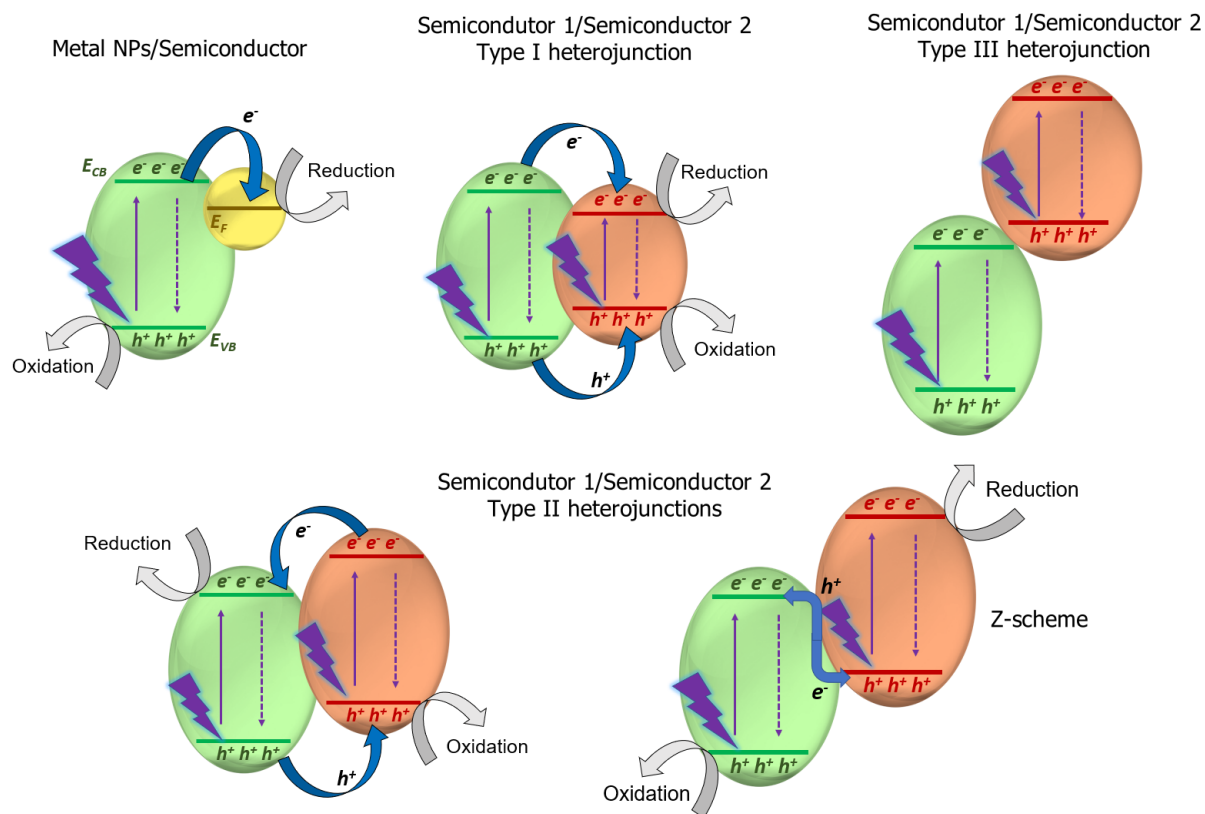 Metal NPs/Semiconductor
e⁻
E_CB
e⁻ e⁻ e⁻
Reduction
E_F
h⁺ h⁺ h⁺
E_VB
Oxidation
Semicondutor 1/Semiconductor 2
Type I heterojunction
e⁻
e⁻ e⁻ e⁻
Reduction
e⁻ e⁻ e⁻
h⁺ h⁺ h⁺
h⁺ h⁺ h⁺
Oxidation
h⁺
Semicondutor 1/Semiconductor 2
Type III heterojunction
e⁻ e⁻ e⁻
h⁺ h⁺ h⁺
e⁻ e⁻ e⁻
h⁺ h⁺ h⁺
Semicondutor 1/Semiconductor 2
Type II heterojunctions
e⁻
Reduction
e⁻ e⁻ e⁻
e⁻ e⁻ e⁻
h⁺ h⁺ h⁺
h⁺ h⁺ h⁺
Oxidation
h⁺
Reduction
e⁻ e⁻ e⁻
e⁻ e⁻ e⁻
h⁺
Z-scheme
h⁺ h⁺ h⁺
e⁻
h⁺ h⁺ h⁺
Oxidation